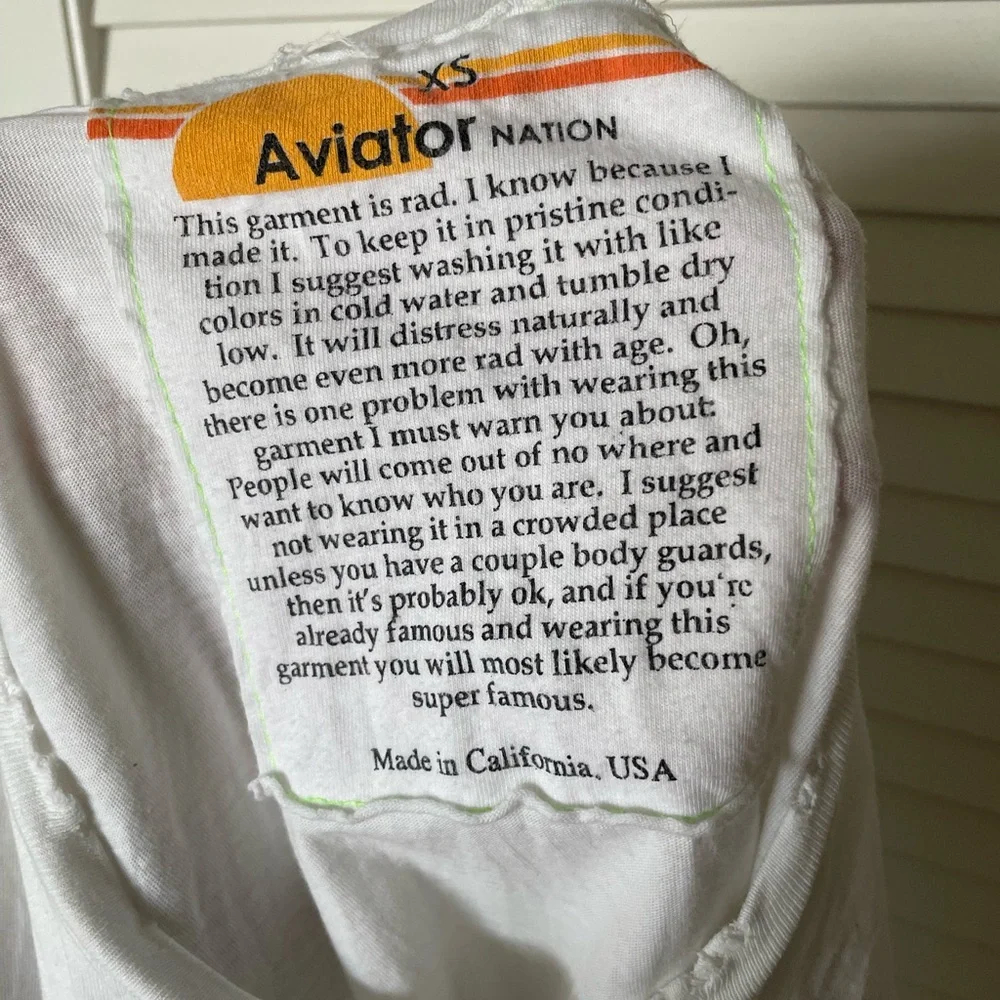 XS
Aviator NATION
This garment is rad. I know because I
made it. To keep it in pristine condi-
tion I suggest washing it with like
colors in cold water and tumble dry
low. It will distress naturally and
become even more rad with age. Oh,
there is one problem with wearing this
garment I must warn you about:
People will come out of no where and
want to know who you are. I suggest
not wearing it in a crowded place
unless you have a couple body guards,
then it's probably ok, and if you're
already famous and wearing this
garment you will most likely become
super famous.
Made in California, USA